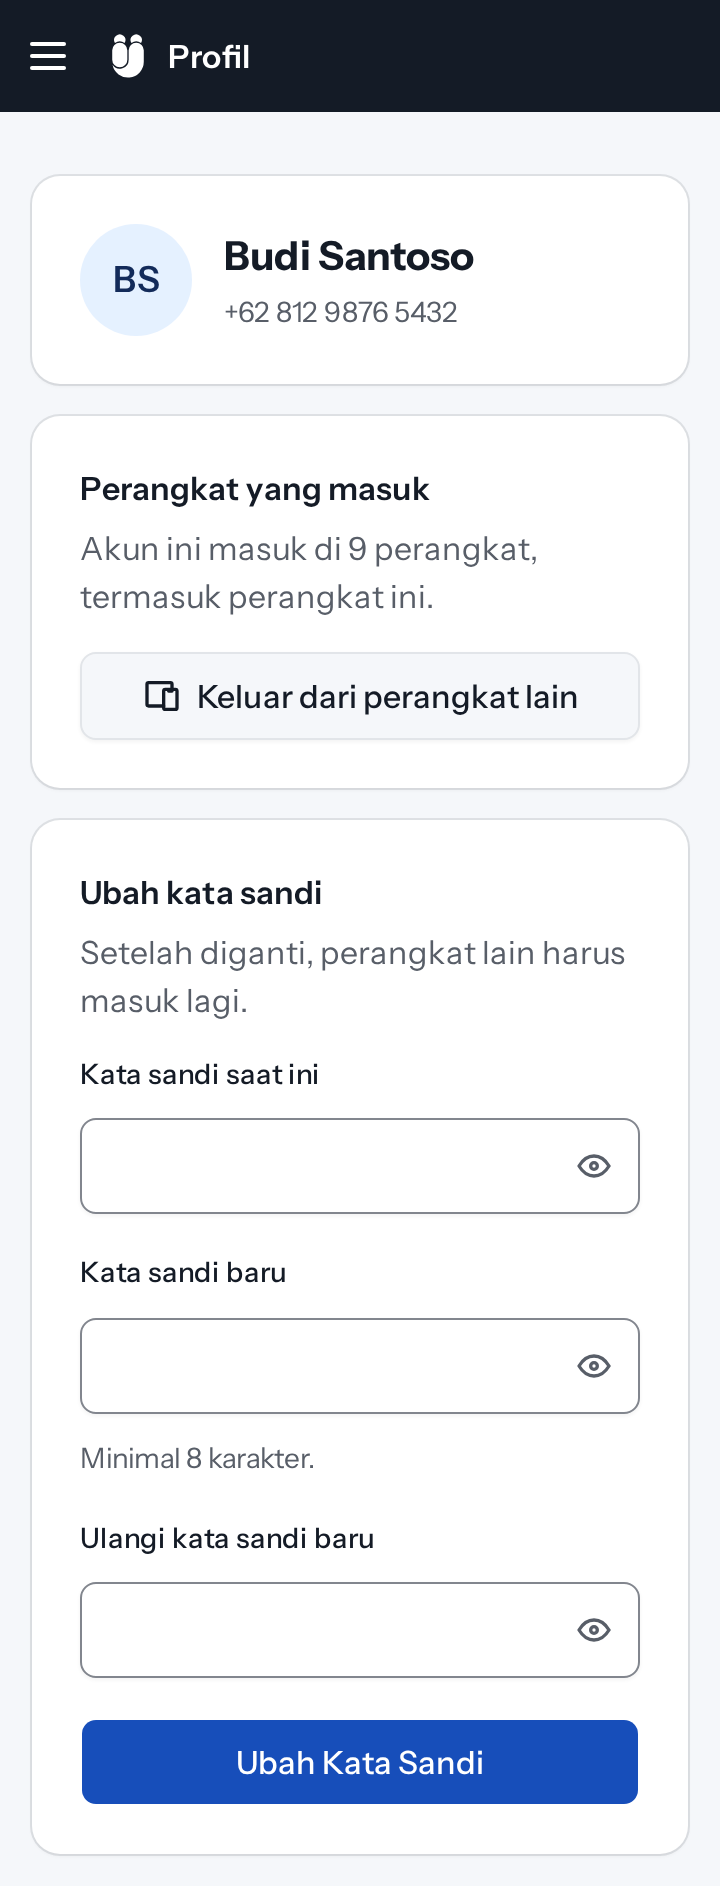 Profil
BS
Budi Santoso
+62 812 9876 5432
Perangkat yang masuk
Akun ini masuk di 9 perangkat,
termasuk perangkat ini.
Keluar dari perangkat lain
Ubah kata sandi
Setelah diganti, perangkat lain harus
masuk lagi.
Kata sandi saat ini
Kata sandi baru
Minimal 8 karakter.
Ulangi kata sandi baru
Ubah Kata Sandi